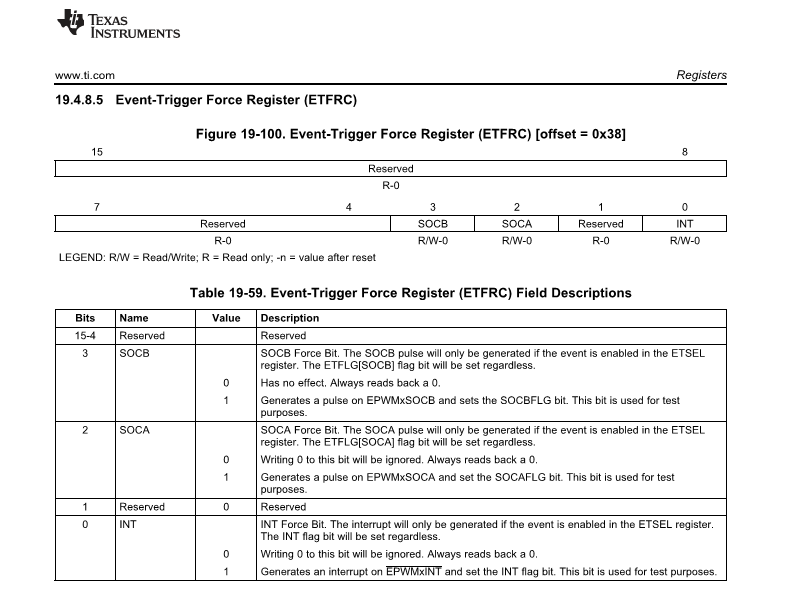 TEXAS
INSTRUMENTS
www.ti.com Registers
19.4.8.5 Event-Trigger Force Register (ETFRC)
Figure 19-100. Event-Trigger Force Register (ETFRC) [offset = 0x38]
15 8
Reserved
R-0
7 4 3 2 1 0
Reserved SOCB SOCA Reserved INT
R-0 R/W-0 R/W-0 R-0 R/W-0
LEGEND: R/W = Read/Write; R = Read only; -n = value after reset
Table 19-59. Event-Trigger Force Register (ETFRC) Field Descriptions
Bits Name Value Description
15-4 Reserved Reserved
3 SOCB SOCB Force Bit. The SOCB pulse will only be generated if the event is enabled in the ETSEL
register. The ETFLG[SOCB] flag bit will be set regardless.
0 Has no effect. Always reads back a 0.
1 Generates a pulse on EPWMxSOCB and sets the SOCBFLG bit. This bit is used for test
purposes.
2 SOCA SOCA Force Bit. The SOCA pulse will only be generated if the event is enabled in the ETSEL
register. The ETFLG[SOCA] flag bit will be set regardless.
0 Writing 0 to this bit will be ignored. Always reads back a 0.
1 Generates a pulse on EPWMxSOCA and set the SOCAFLG bit. This bit is used for test
purposes.
1 Reserved 0 Reserved
0 INT INT Force Bit. The interrupt will only be generated if the event is enabled in the ETSEL register.
The INT flag bit will be set regardless.
0 Writing 0 to this bit will be ignored. Always reads back a 0.
1 Generates an interrupt on EPWMxINT and set the INT flag bit. This bit is used for test purposes.